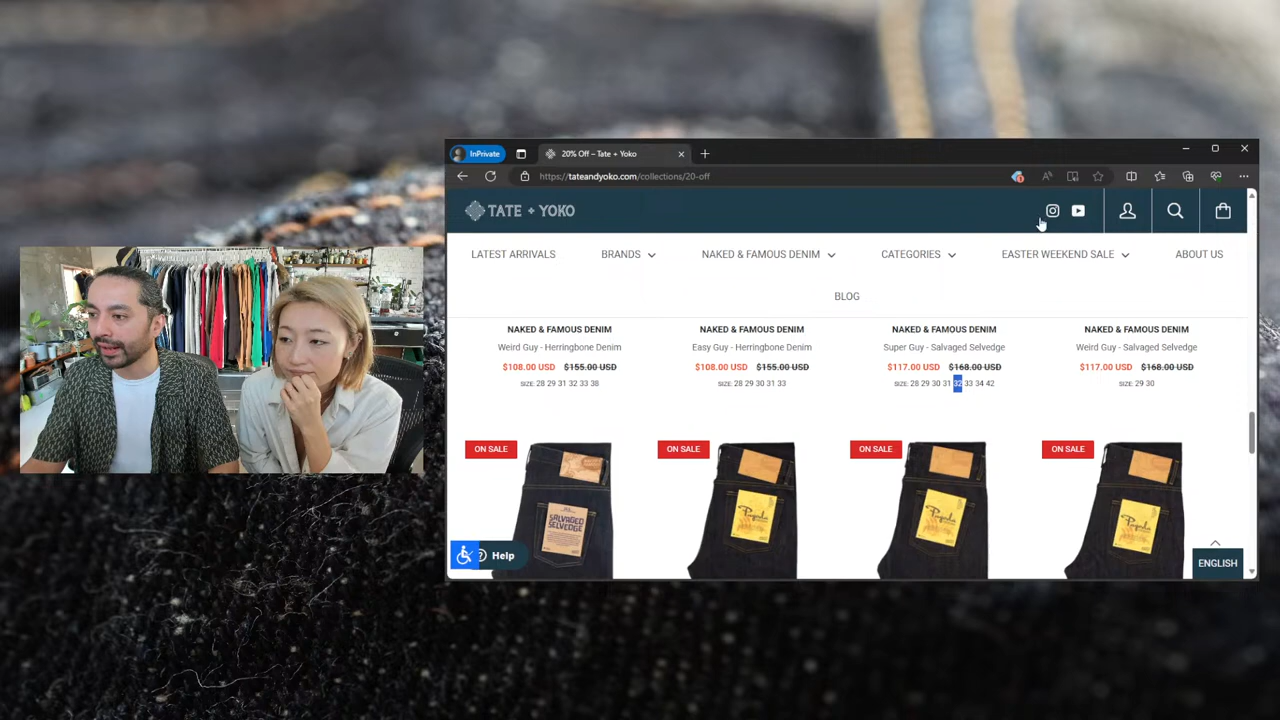 InPrivate
20% Off – Tate + Yoko
https://tateandyoko.com/collections/20-off
TATE + YOKO
LATEST ARRIVALS BRANDS NAKED & FAMOUS DENIM CATEGORIES EASTER WEEKEND SALE ABOUT US
BLOG
NAKED & FAMOUS DENIM NAKED & FAMOUS DENIM NAKED & FAMOUS DENIM NAKED & FAMOUS DENIM
Weird Guy - Herringbone Denim Easy Guy - Herringbone Denim Super Guy - Salvaged Selvedge Weird Guy - Salvaged Selvedge
$108.00 USD $155.00 USD $108.00 USD $155.00 USD $117.00 USD $168.00 USD $117.00 USD $168.00 USD
SIZE: 28 29 31 32 33 38 SIZE: 28 29 30 31 33 SIZE: 28 29 30 31 32 33 34 42 SIZE: 29 30
ON SALE ON SALE ON SALE ON SALE
SALVAGED
SELVEDGE
Help
ENGLISH